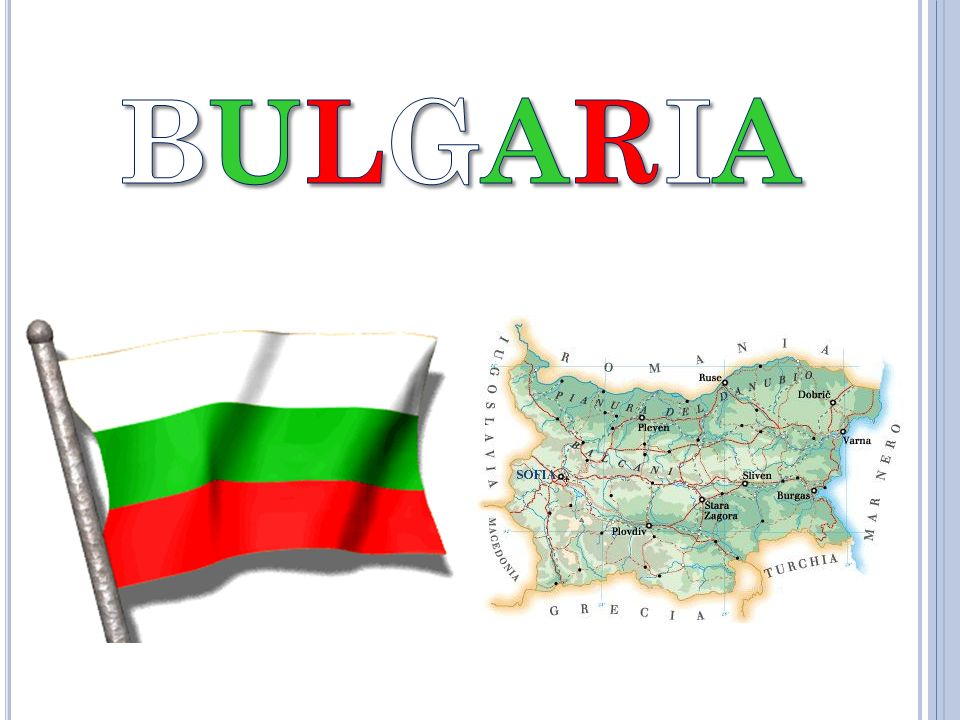 BULGARIA
IUGOSLAVIA
ROMANIA
Ruse
PIANURA DEL DANUBIO
Dobrič
Pleven
Varna
BALCANI
MAR NERO
SOFIA
Sliven
Burgas
Stara
Zagora
Plovdiv
MACEDONIA
TURCHIA
GRECIA